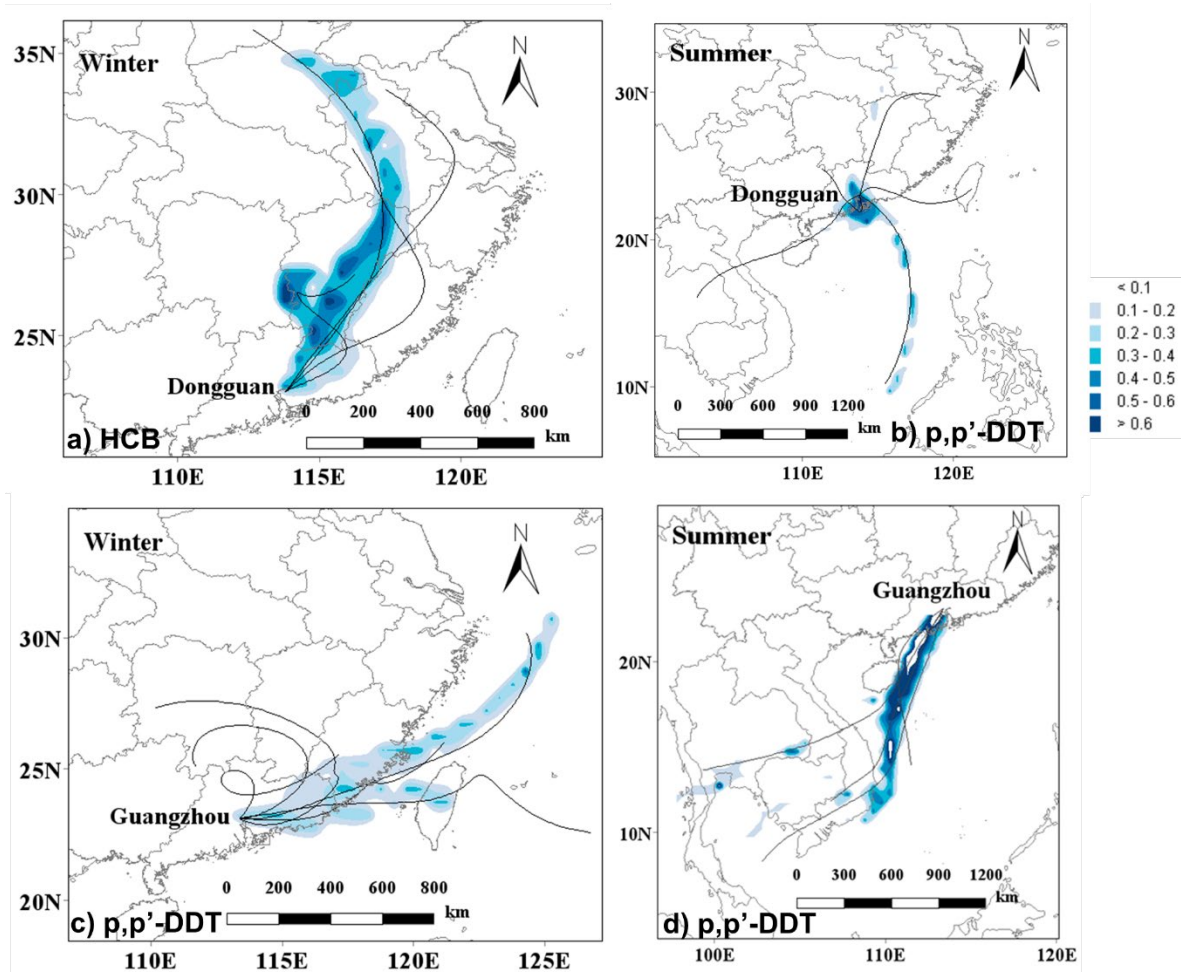 35N
Winter
N
30N
25N
Dongguan
0 200 400 600 800
km
a) HCB
110E 115E 120E
Summer
N
30N
Dongguan
20N
10N
0 300 600 900 1200
km
b) p,p’-DDT
110E 120E
< 0.1
0.1 - 0.2
0.2 - 0.3
0.3 - 0.4
0.4 - 0.5
0.5 - 0.6
> 0.6
Winter
N
30N
25N
Guangzhou
20N
0 200 400 600 800
km
c) p,p’-DDT
110E 115E 120E 125E
Summer
N
Guangzhou
20N
10N
0 300 600 900 1200
km
d) p,p’-DDT
100E 110E 120E